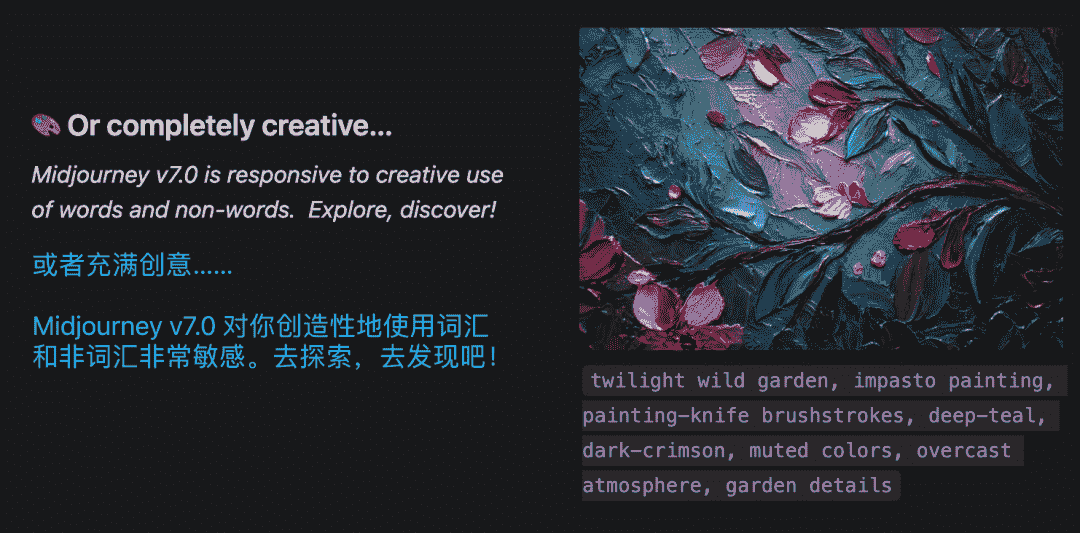 🎨 Or completely creative...
Midjourney v7.0 is responsive to creative use
of words and non-words. Explore, discover!
或者充满创意......
Midjourney v7.0 对你创造性地使用词汇
和非词汇非常敏感。去探索，去发现吧！
twilight wild garden, impasto painting,
painting-knife brushstrokes, deep-teal,
dark-crimson, muted colors, overcast
atmosphere, garden details